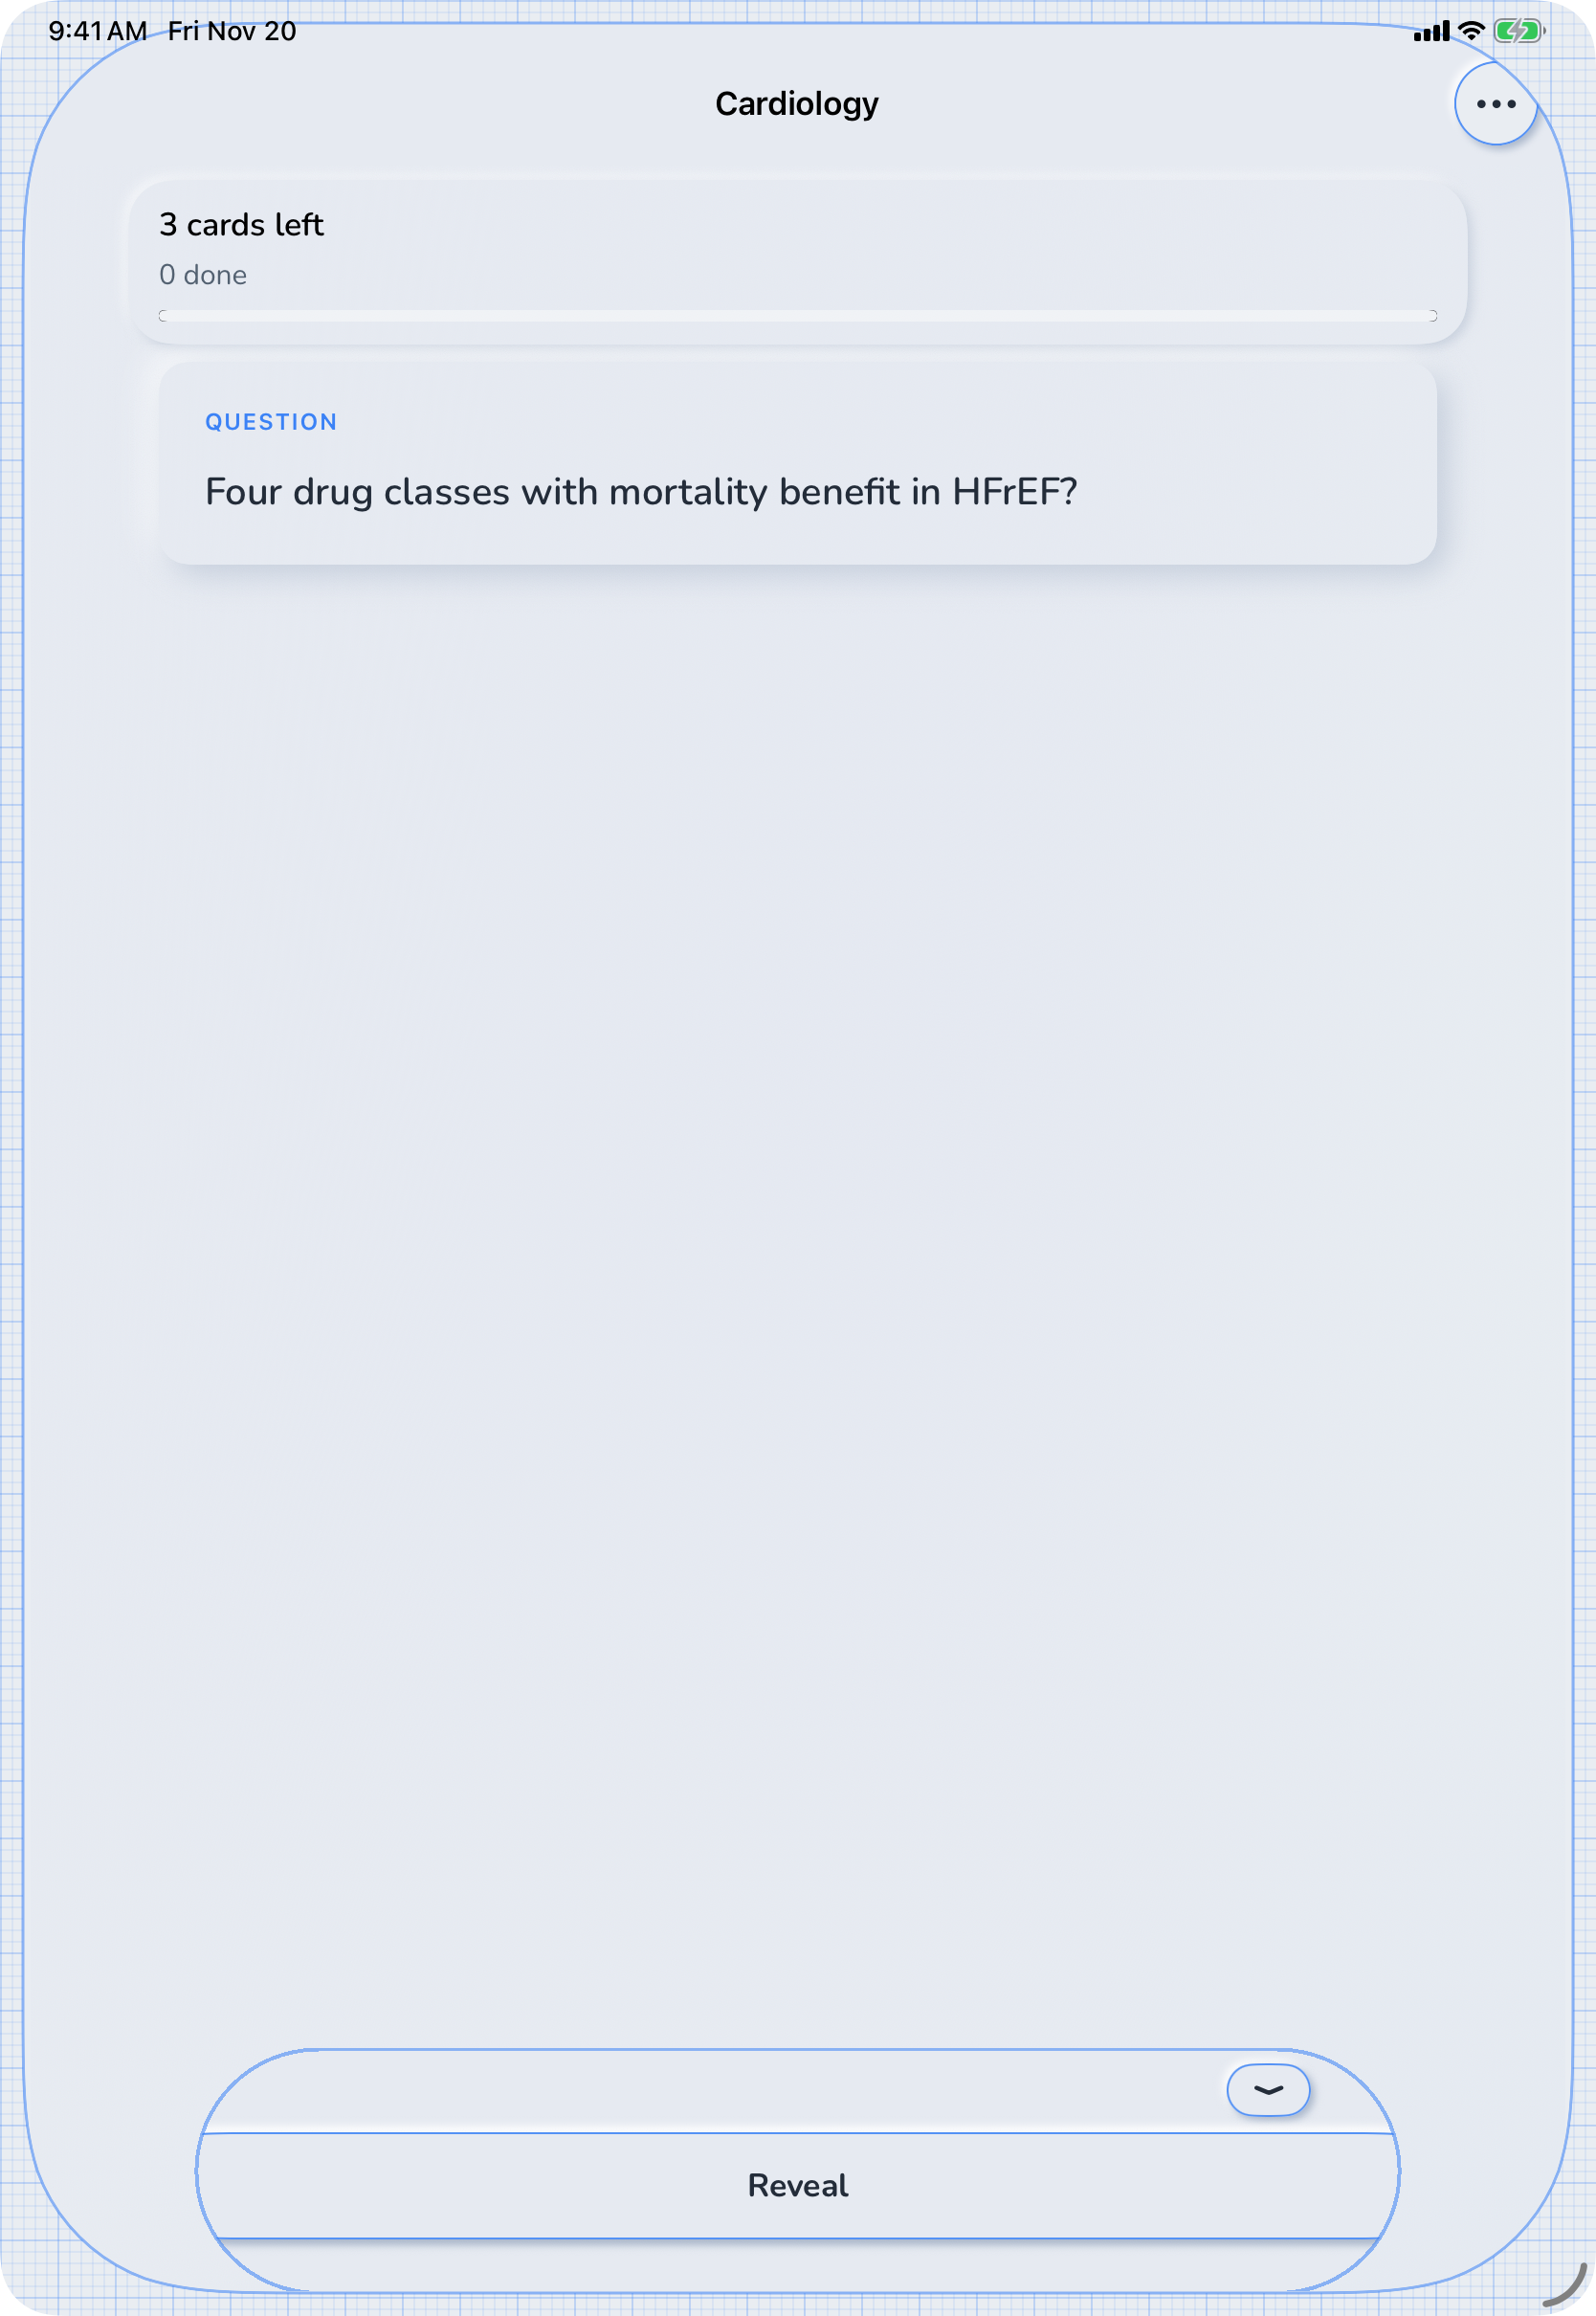 9:41 AM Fri Nov 20
Cardiology
3 cards left
0 done
QUESTION
Four drug classes with mortality benefit in HFrEF?
Reveal